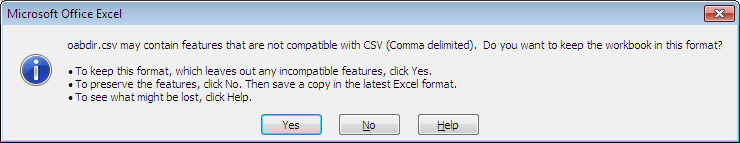 Microsoft Office Excel
oabdir.csv may contain features that are not compatible with CSV (Comma delimited).  Do you want to keep the workbook in this format?
• To keep this format, which leaves out any incompatible features, click Yes.
• To preserve the features, click No. Then save a copy in the latest Excel format.
• To see what might be lost, click Help.
Yes No Help